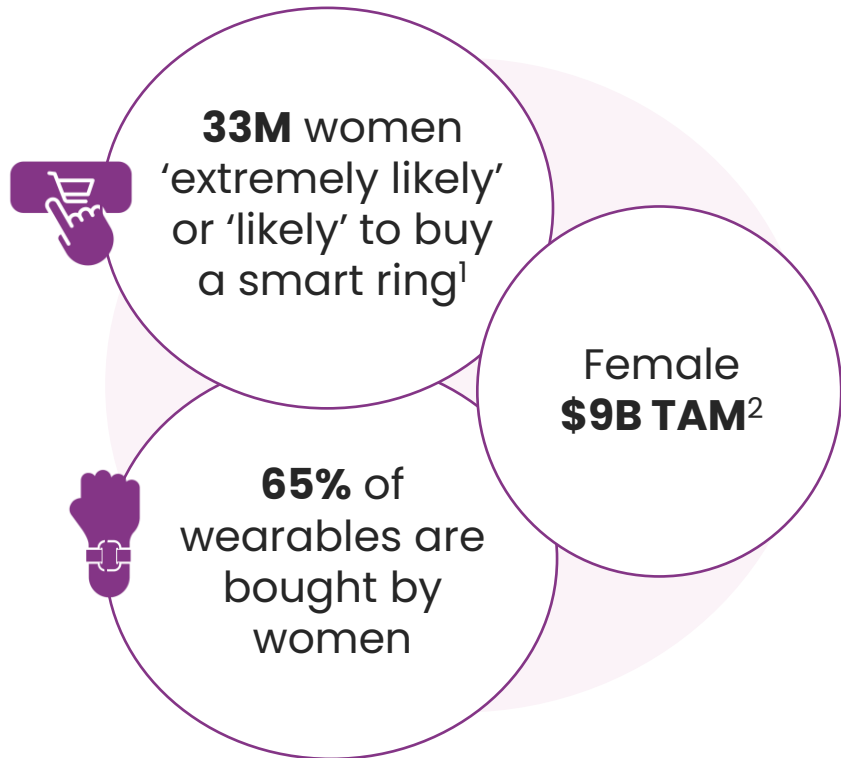 33M women
‘extremely likely’
or ‘likely’ to buy
a smart ring¹
Female
$9B TAM²
65% of
wearables are
bought by
women